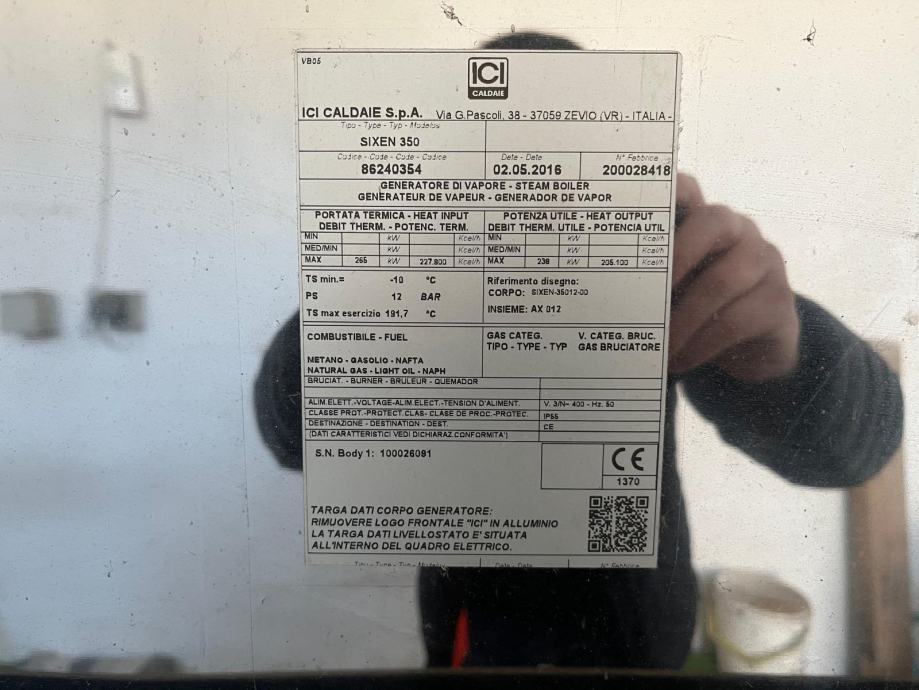 VB05
ICI
CALDAIE
ICI CALDAIE S.p.A. Via G.Pascoli, 38 - 37059 ZEVIO (VR) - ITALIA -
Tipo - Type - Typ - Modelos
SIXEN 350
Codice - Code - Code - Codice Date - Date N° Fabbrica
86240354 02.05.2016 200028418
GENERATORE DI VAPORE - STEAM BOILER
GENERATEUR DE VAPEUR - GENERADOR DE VAPOR
PORTATA TERMICA - HEAT INPUT POTENZA UTILE - HEAT OUTPUT
DEBIT THERM. - POTENC. TERM. DEBIT THERM. UTILE - POTENCIA UTIL
MIN kW Kcal/h MIN kW Kcal/h
MED/MIN kW Kcal/h MED/MIN kW Kcal/h
MAX 265 kW 227.900 Kcal/h MAX 238 kW 205.100 Kcal/h
TS min.= -10 °C Riferimento disegno:
PS 12 BAR CORPO: SIXEN-35012-00
TS max esercizio 191,7 °C INSIEME: AX 012
COMBUSTIBILE - FUEL GAS CATEG. V. CATEG. BRUC.
TIPO - TYPE - TYP GAS BRUCIATORE
METANO - GASOLIO - NAFTA
NATURAL GAS - LIGHT OIL - NAPH
BRUCIAT. - BURNER - BRULEUR - QUEMADOR
ALIM.ELETT.-VOLTAGE-ALIM.ELECT.-TENSION D'ALIMENT. V. 3/N~ 400 - Hz. 50
CLASSE PROT.-PROTECT.CLAS- CLASE DE PROC.-PROTEC. IP55
DESTINAZIONE - DESTINATION - DEST. CE
(DATI CARATTERISTICI VEDI DICHIARAZ.CONFORMITA')
S.N. Body 1: 100026091
CE
1370
TARGA DATI CORPO GENERATORE:
RIMUOVERE LOGO FRONTALE "ICI" IN ALLUMINIO
LA TARGA DATI LIVELLOSTATO E' SITUATA
ALL'INTERNO DEL QUADRO ELETTRICO.
Tipo - Type - Typ - Modelos Date - Date N° Fabbrica